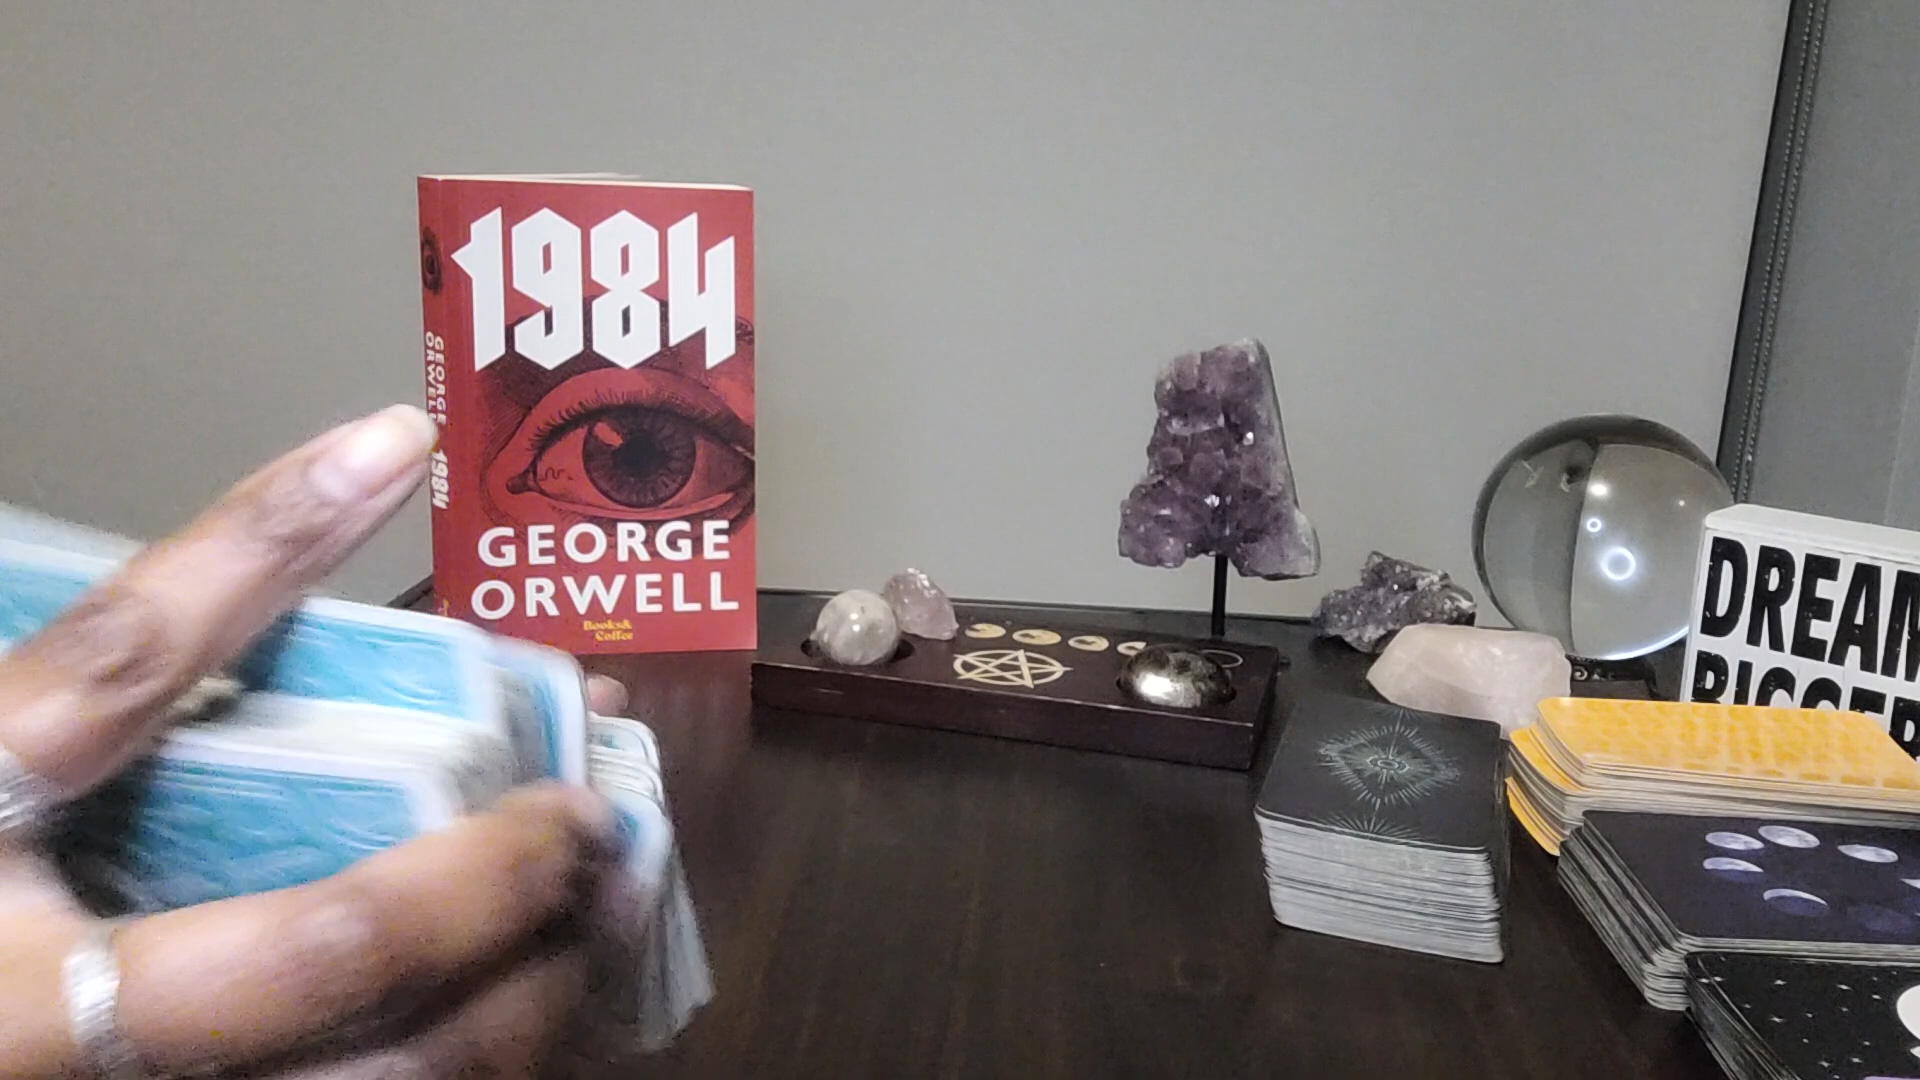 1984
GEORGE
ORWELL
Books&
Coffee
GEORGE
ORWELL
1984
DREAM
BIGGER